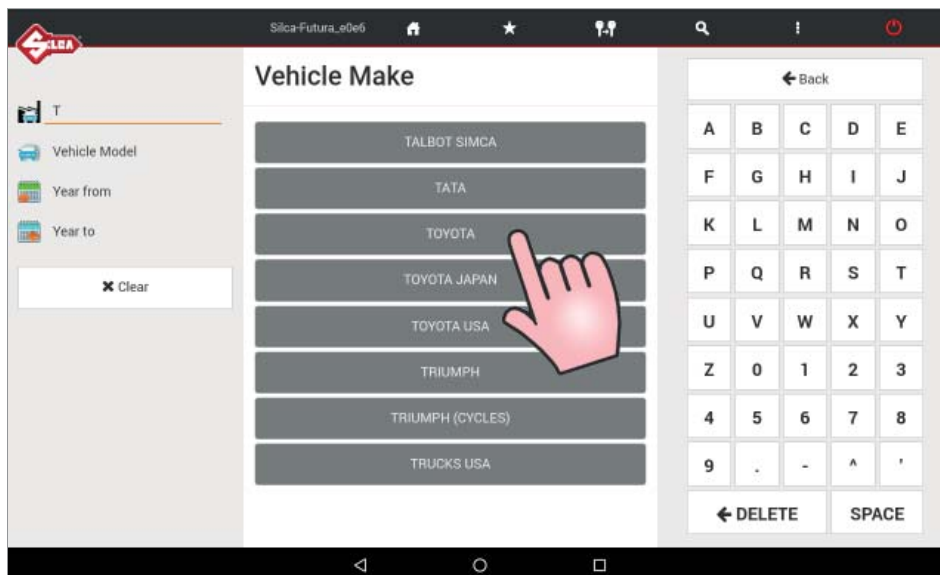 Silca-Futura_e0e6
SILCA
Vehicle Make
T
Vehicle Model
Year from
Year to
✖ Clear
TALBOT SIMCA
TATA
TOYOTA
TOYOTA JAPAN
TOYOTA USA
TRIUMPH
TRIUMPH (CYCLES)
TRUCKS USA
← Back
A B C D E
F G H I J
K L M N O
P Q R S T
U V W X Y
Z 0 1 2 3
4 5 6 7 8
9 . - ^ '
← DELETE SPACE